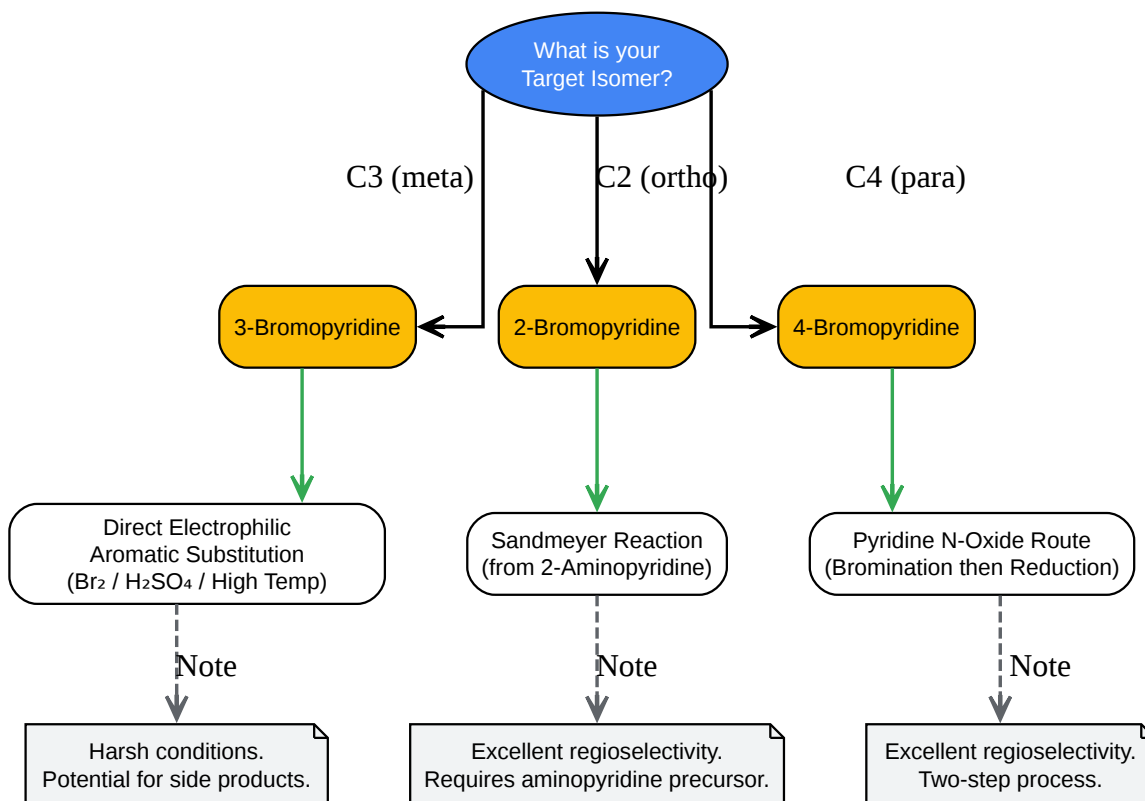 What is your
Target Isomer?
C3 (meta)
C2 (ortho)
C4 (para)
3-Bromopyridine
2-Bromopyridine
4-Bromopyridine
Direct Electrophilic
Aromatic Substitution
(Br₂ / H₂SO₄ / High Temp)
Sandmeyer Reaction
(from 2-Aminopyridine)
Pyridine N-Oxide Route
(Bromination then Reduction)
Note
Note
Note
Harsh conditions.
Potential for side products.
Excellent regioselectivity.
Requires aminopyridine precursor.
Excellent regioselectivity.
Two-step process.